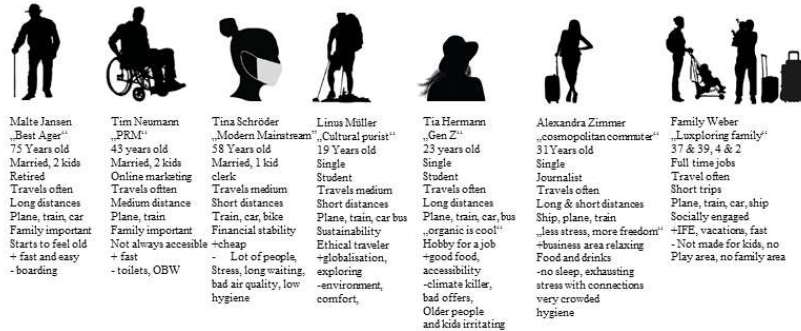 Malte Jansen
„Best Ager“
75 Years old
Married, 2 kids
Retired
Travels often
Long distances
Plane, train, car
Family important
Starts to feel old
+ fast and easy
- boarding
Tim Neumann
„PRM“
43 years old
Married, 2 kids
Online marketing
Travels oftten
Medium distance
Plane, train
Family important
Not always accesible
+ fast
- toilets, OBW
Tina Schröder
„Modern Mainstream“
58 Years old
Married, 1 kid
clerk
Travels medium
Short distances
Train, car, bike
Financial stability
+cheap
- Lot of people,
Stress, long waiting,
bad air quality, low
hygiene
Linus Müller
„Cultural purist“
19 Years old
Single
Student
Travels medium
Short distances
Plane, train, car bus
Sustainability
Ethical traveler
+globalisation,
exploring
-environment,
comfort,
Tia Hermann
„Gen Z“
23 years old
Single
Student
Travels often
Long distances
Plane, train, car, bus
„organic is cool“
Hobby for a job
+good food,
accessibility
-climate killer,
bad offers,
Older people
and kids irritating
Alexandra Zimmer
„cosmopolitan commuter“
31Years old
Single
Journalist
Travels often
Long & short distances
Ship, plane, train
„less stress, more freedom“
+business area relaxing
Food and drinks
-no sleep, exhausting
stress with connections
very crowded
hygiene
Family Weber
„Luxploring family“
37 & 39, 4 & 2
Full time jobs
Travel often
Short trips
Plane, train, car, ship
Socially engaged
+IFE, vacations, fast
- Not made for kids, no
Play area, no family area